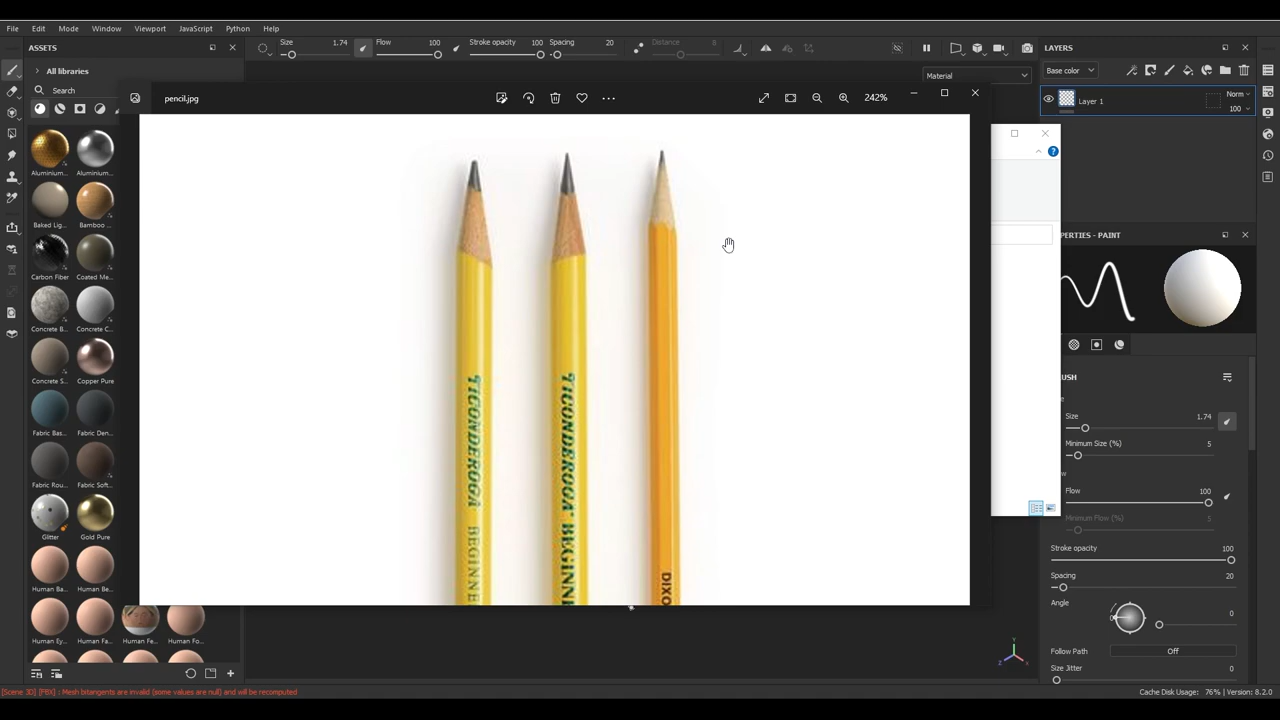 File Edit Mode Window Viewport JavaScript Python Help
ASSETS
Size 1.74 Flow 100 Stroke opacity 100 Spacing 20 Distance 8
LAYERS
All libraries
Material
Base color
Search
pencil.jpg
242%
Layer 1
Norm
100
Aluminium... Aluminium...
Baked Lig... Bamboo ...
PERTIES - PAINT
Carbon Fiber Coated Me...
Concrete B... Concrete C...
Concrete S... Copper Pure
USH
Size 1.74
Fabric Bas... Fabric Den...
Minimum Size (%) 5
Fabric Rou... Fabric Soft...
Flow 100
Minimum Flow (%) 5
Glitter Gold Pure
Stroke opacity 100
Spacing 20
Human Ba... Human Be...
Angle 0
Human Ey... Human Fa... Human Fe... Human Fo...
Follow Path Off
Size Jitter 0
TICONDEROGA BEGINNE
TICONDEROGA BEGINNE
DIXO
Y
Z X
[Scene 3D] [FBX] : Mesh bitangents are invalid (some values are null) and will be recomputed
Cache Disk Usage: 76% | Version: 8.2.0